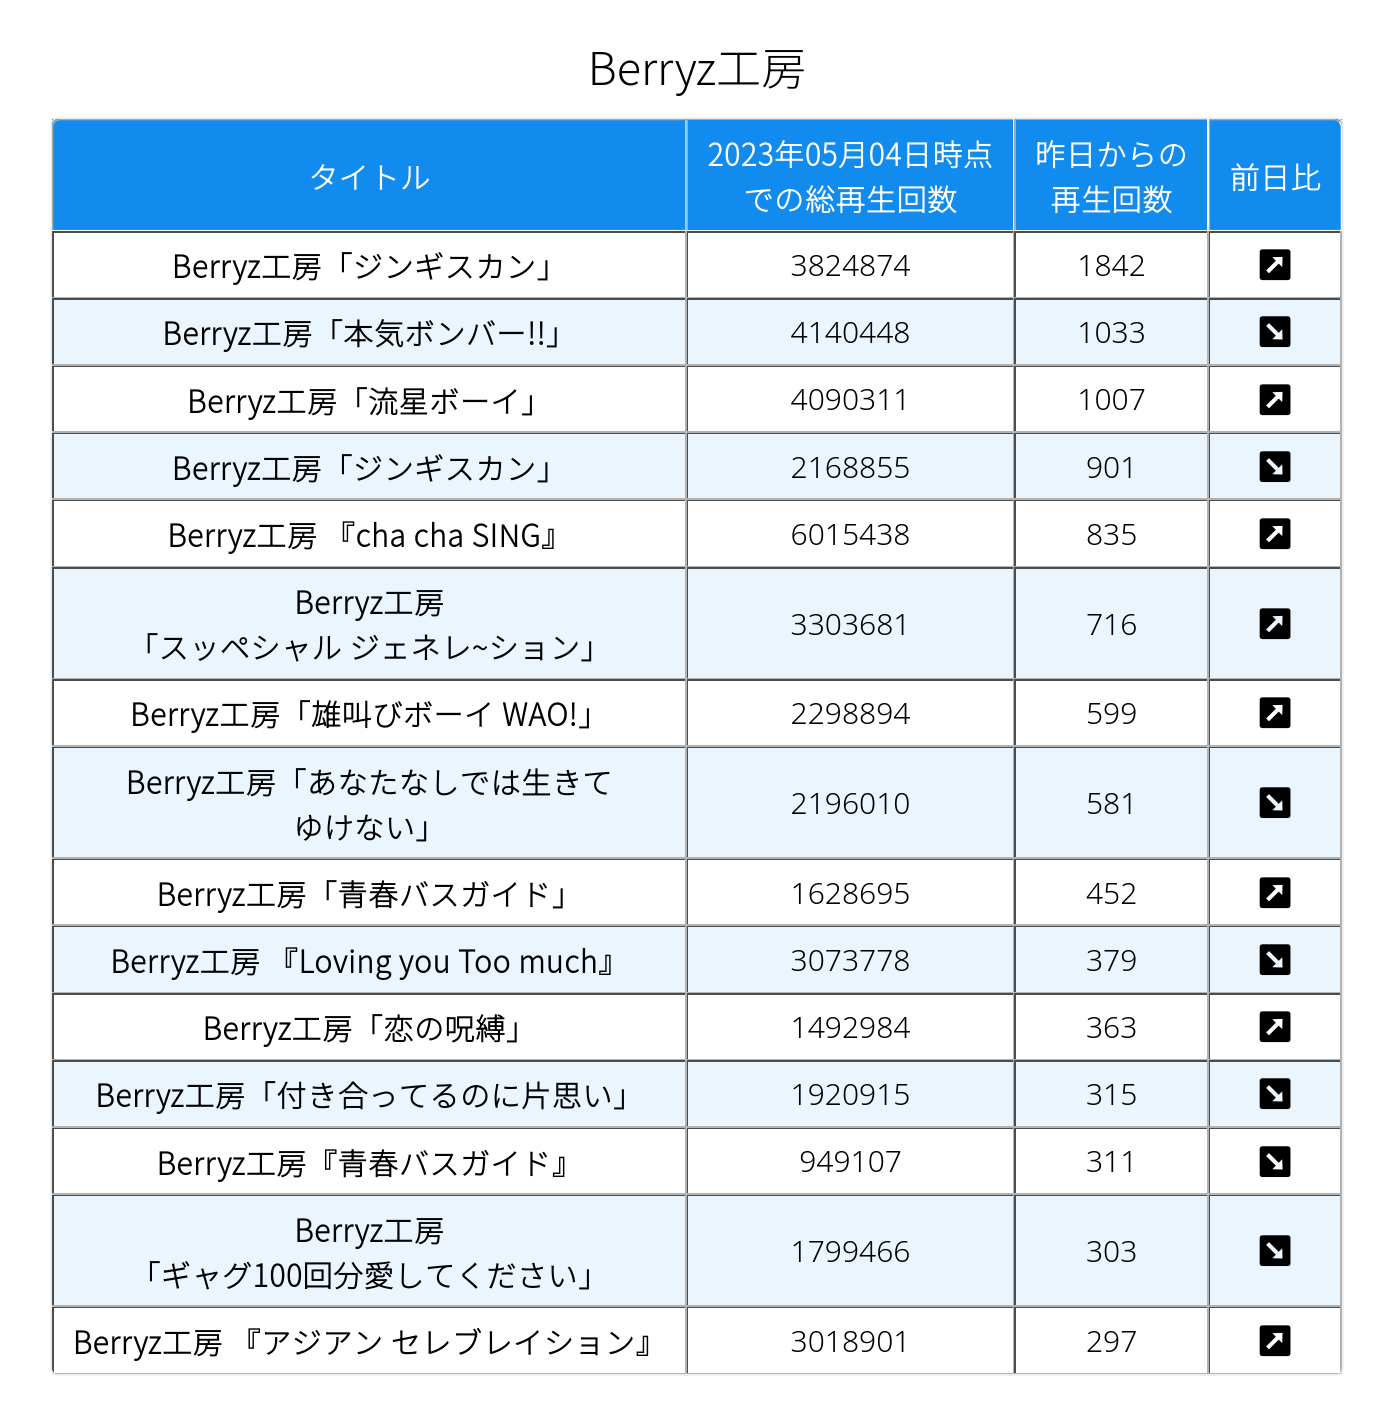 Berryz工房
タイトル
2023年05月04日時点
での総再生回数
昨日からの
再生回数
前日比
Berryz工房「ジンギスカン」 3824874 1842
Berryz工房「本気ボンバー!!」 4140448 1033
Berryz工房「流星ボーイ」 4090311 1007
Berryz工房「ジンギスカン」 2168855 901
Berryz工房 『cha cha SING』 6015438 835
Berryz工房
「スッペシャル ジェネレ~ション」 3303681 716
Berryz工房「雄叫びボーイ WAO!」 2298894 599
Berryz工房「あなたなしでは生きて
ゆけない」 2196010 581
Berryz工房「青春バスガイド」 1628695 452
Berryz工房 『Loving you Too much』 3073778 379
Berryz工房「恋の呪縛」 1492984 363
Berryz工房「付き合ってるのに片思い」 1920915 315
Berryz工房『青春バスガイド』 949107 311
Berryz工房
「ギャグ100回分愛してください」 1799466 303
Berryz工房 『アジアン セレブレイション』 3018901 297